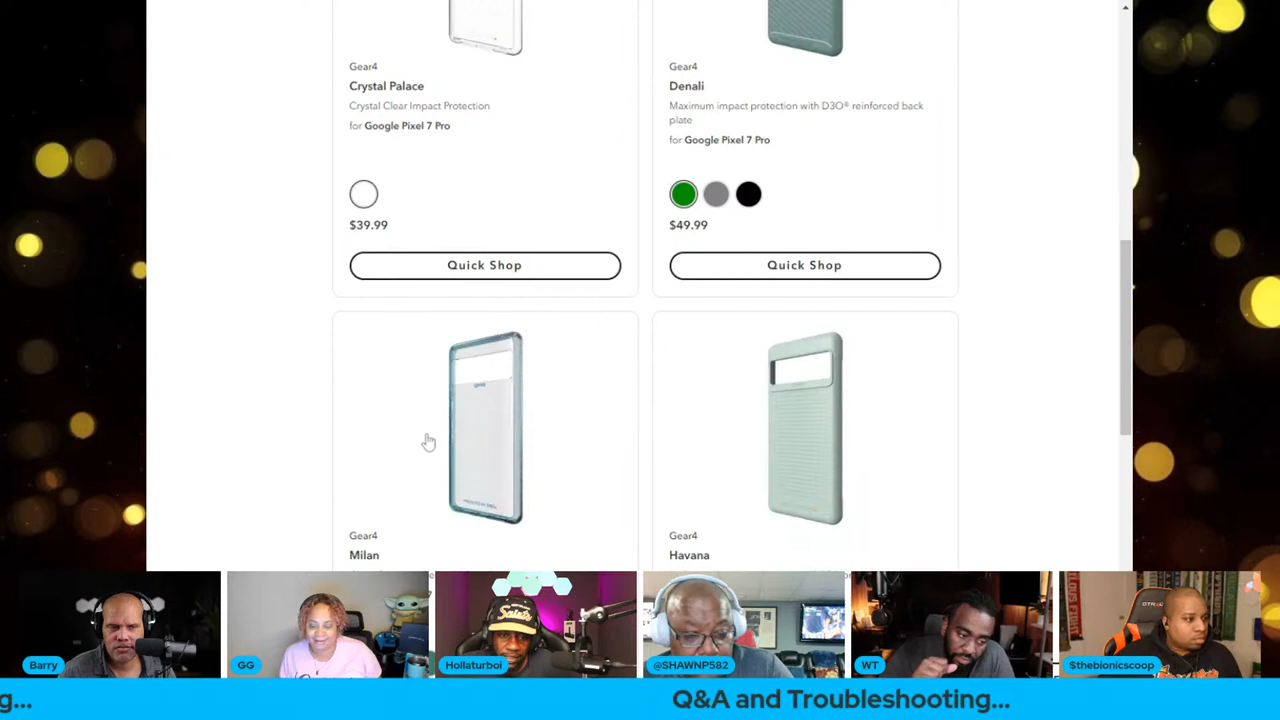 Gear4
Crystal Palace
Crystal Clear Impact Protection
for Google Pixel 7 Pro
$39.99
Quick Shop
Gear4
Denali
Maximum impact protection with D3O® reinforced back
plate
for Google Pixel 7 Pro
$49.99
Quick Shop
Gear4
Milan
Gear4
Havana
Barry
GG
Hollaturboi
@SHAWNP582
WT
$thebionicscoop
g...
Q&A and Troubleshooting...